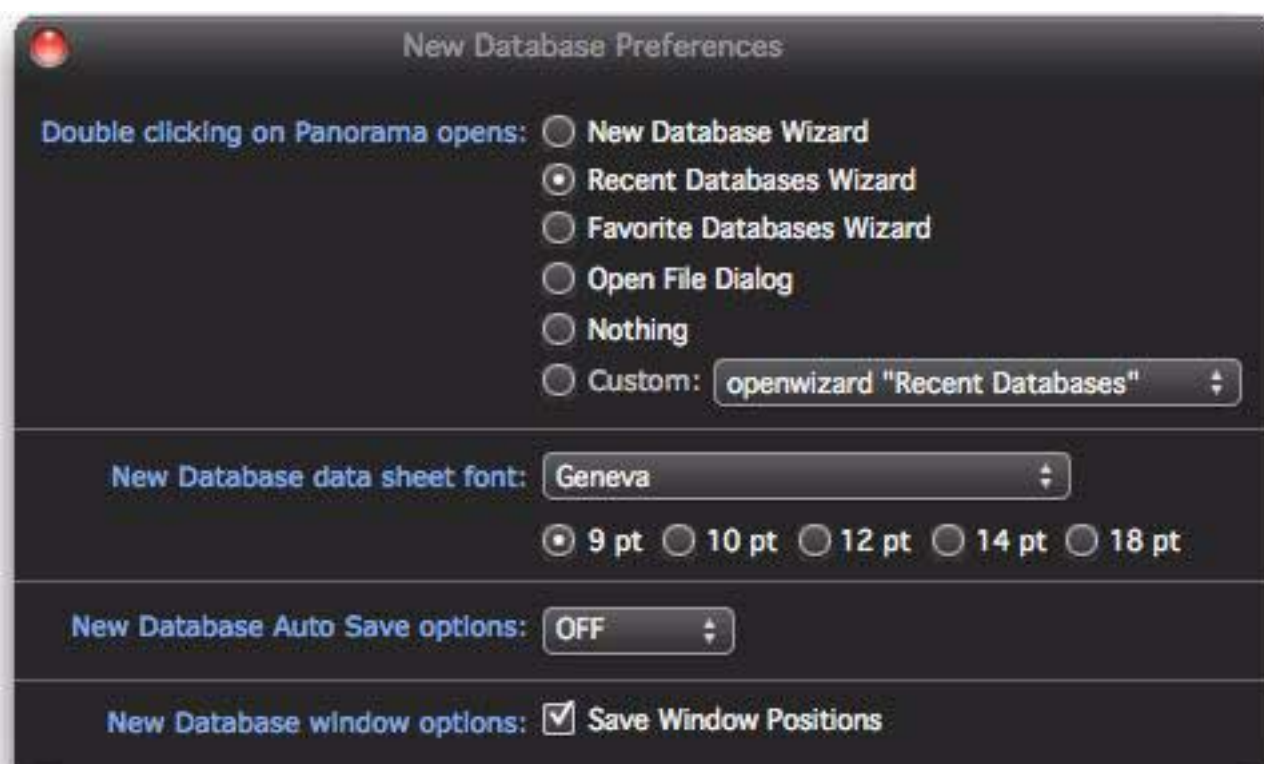 New Database Preferences
Double clicking on Panorama opens: New Database Wizard
Recent Databases Wizard
Favorite Databases Wizard
Open File Dialog
Nothing
Custom: openwizard "Recent Databases"
New Database data sheet font: Geneva
9 pt 10 pt 12 pt 14 pt 18 pt
New Database Auto Save options: OFF
New Database window options: Save Window Positions